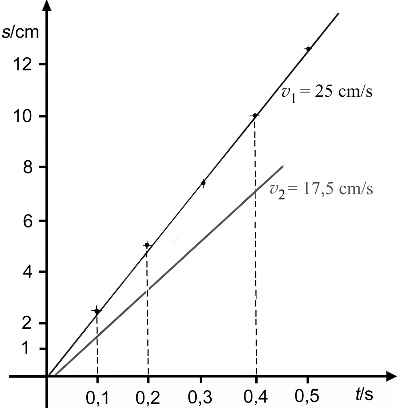 s/cm
12
10
8
6
4
2
1
v₁ = 25 cm/s
v₂ = 17,5 cm/s
0,1 0,2 0,3 0,4 0,5 t/s